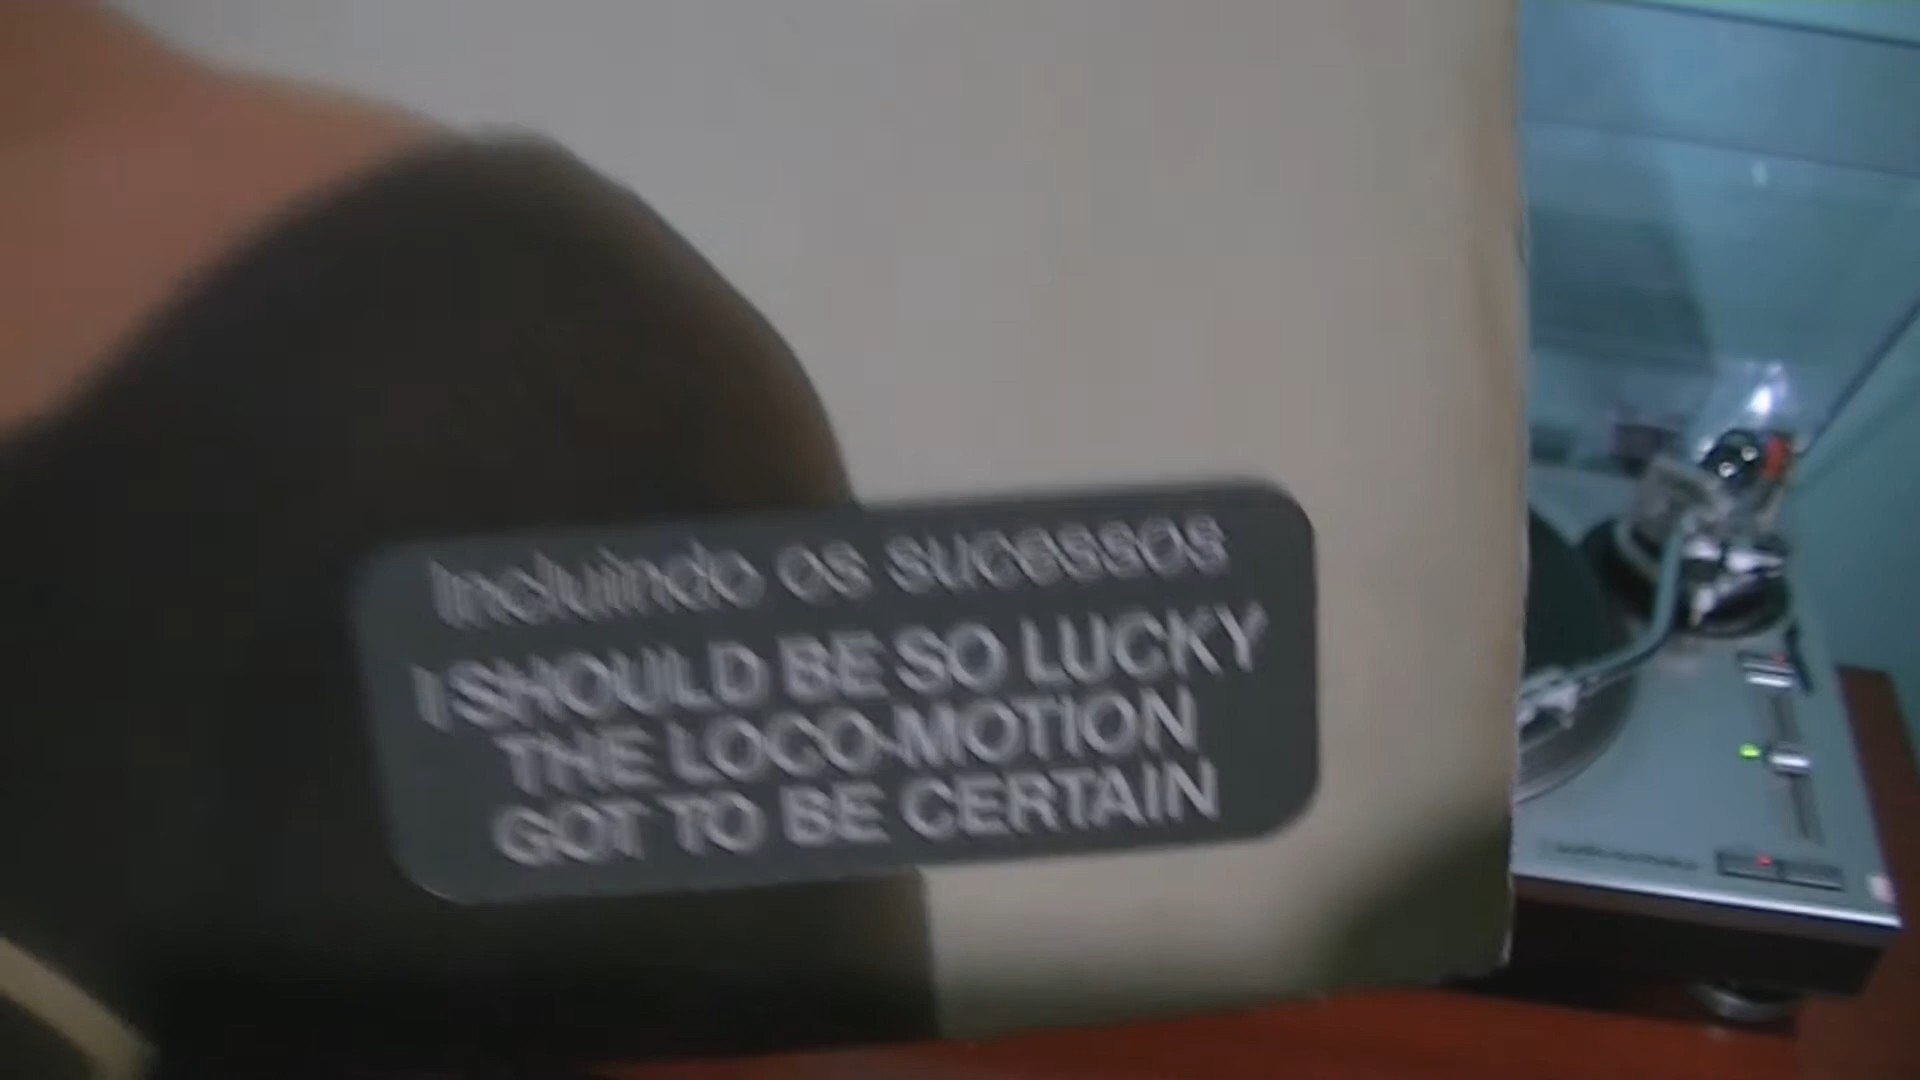 Incluindo os sucessos
I SHOULD BE SO LUCKY
THE LOCO-MOTION
GOT TO BE CERTAIN